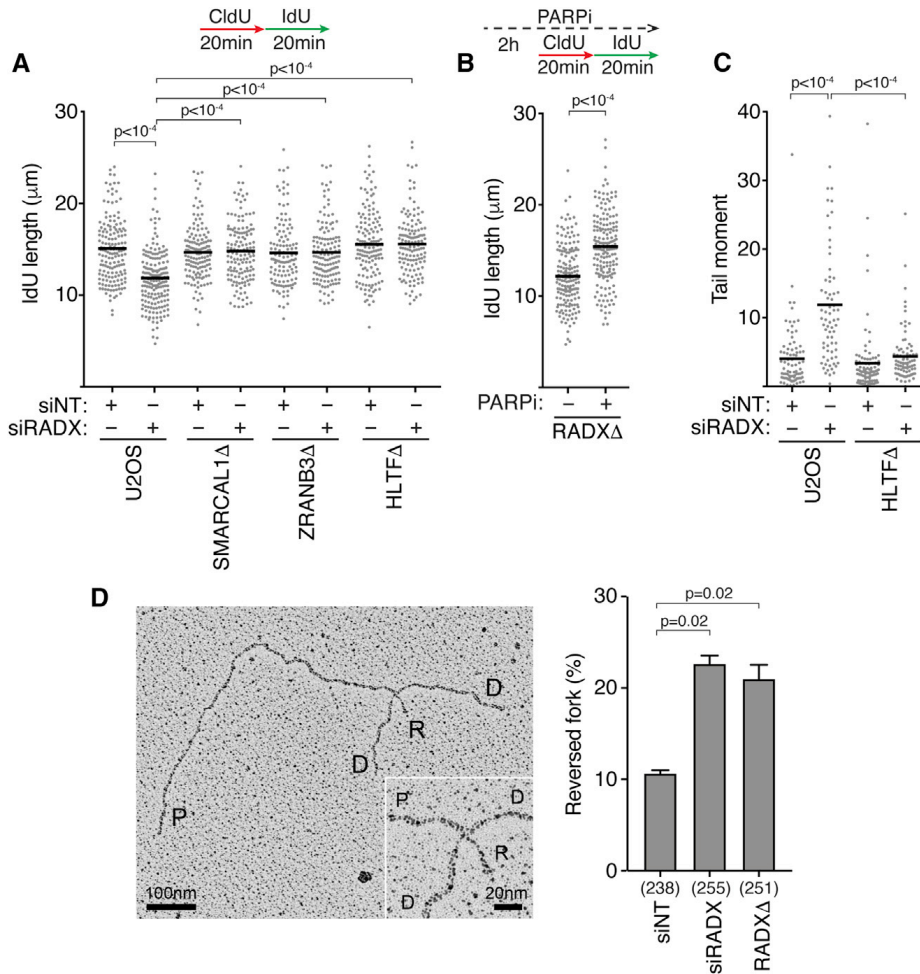 CldU IdU
20min 20min
A
p<10-4
p<10-4
p<10-4
p<10-4
IdU length (μm)
30
20
10
siNT: + – + – + – + –
siRADX: – + – + – + – +
U2OS
SMARCAL1Δ
ZRANB3Δ
HLTFΔ
PARPi
2h
CldU IdU
20min 20min
B
p<10-4
IdU length (μm)
30
20
10
PARPi: – +
RADXΔ
C
p<10-4 p<10-4
Tail moment
40
30
20
10
siNT: + – + –
siRADX: – + – +
U2OS
HLTFΔ
D
P
D
R
D
100nm
P
D
R
D
20nm
p=0.02
p=0.02
Reversed fork (%)
30
20
10
0
(238) (255) (251)
siNT
siRADX
RADXΔ